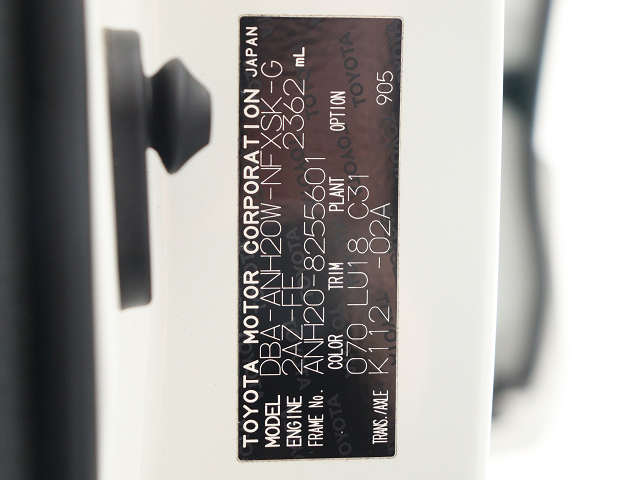 TOYOTA MOTOR CORPORATION JAPAN
MODEL DBA-ANH20W-NFXSK-G
ENGINE 2AZ-FE 2362 mL
FRAME No. ANH20-8255601
COLOR TRIM PLANT OPTION
070 LU18 C31 905
TRANS./AXLE K112 -02A